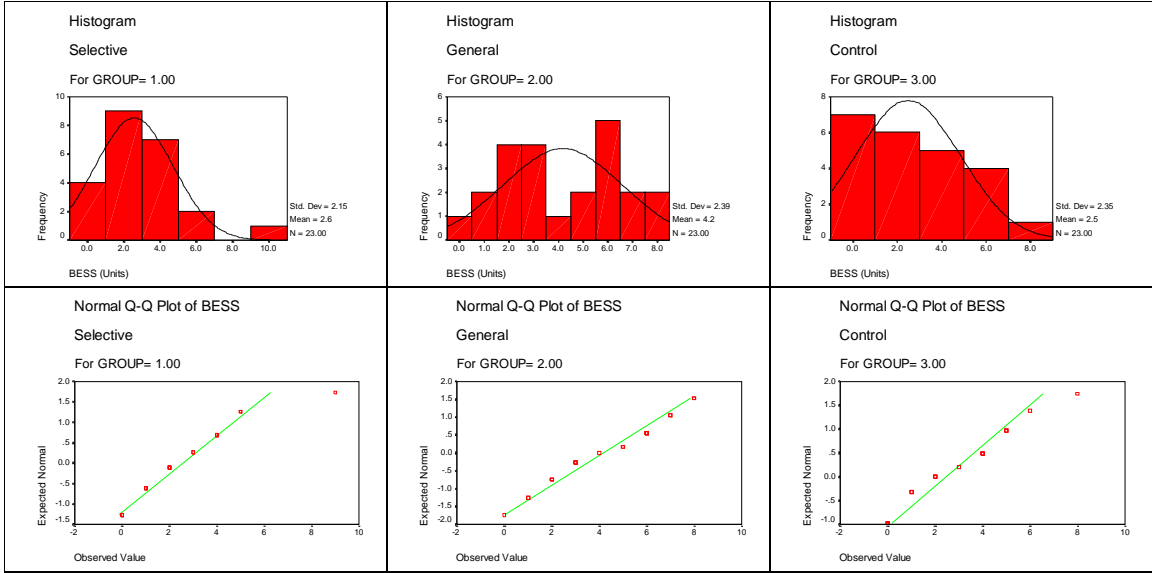 Histogram
Selective
For GROUP= 1.00
10
8
6
4
2
0
Frequency
0.0 2.0 4.0 6.0 8.0 10.0
Std. Dev = 2.15
Mean = 2.6
N = 23.00
BESS (Units)
Histogram
General
For GROUP= 2.00
6
5
4
3
2
1
0
Frequency
0.0 1.0 2.0 3.0 4.0 5.0 6.0 7.0 8.0
Std. Dev = 2.39
Mean = 4.2
N = 23.00
BESS (Units)
Histogram
Control
For GROUP= 3.00
8
6
4
2
0
Frequency
0.0 2.0 4.0 6.0 8.0
Std. Dev = 2.35
Mean = 2.5
N = 23.00
BESS (Units)
Normal Q-Q Plot of BESS
Selective
For GROUP= 1.00
2.0
1.5
1.0
.5
0.0
-.5
-1.0
-1.5
Expected Normal
-2 0 2 4 6 8 10
Observed Value
Normal Q-Q Plot of BESS
General
For GROUP= 2.00
2.0
1.5
1.0
.5
0.0
-.5
-1.0
-1.5
-2.0
Expected Normal
-2 0 2 4 6 8 10
Observed Value
Normal Q-Q Plot of BESS
Control
For GROUP= 3.00
2.0
1.5
1.0
.5
0.0
-.5
-1.0
Expected Normal
-2 0 2 4 6 8 10
Observed Value